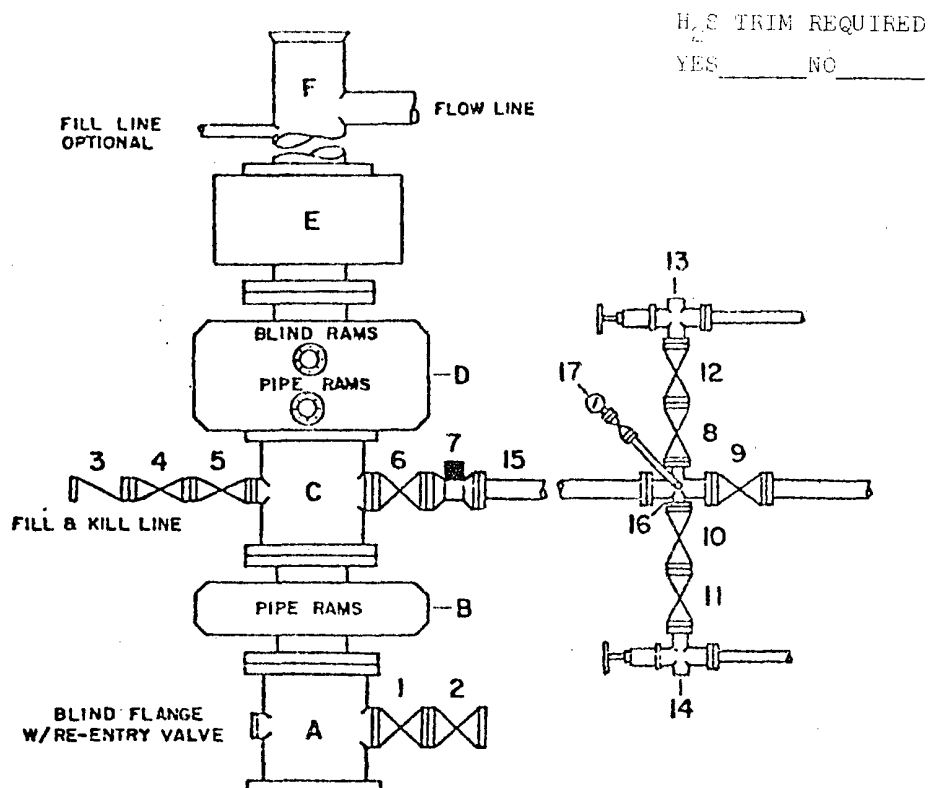 H2S TRIM REQUIRED
YES______ NO______
F
FLOW LINE
FILL LINE
OPTIONAL
E
13
BLIND RAMS
PIPE RAMS
D
17
12
8
9
3
4
5
C
6
7
15
FILL & KILL LINE
16
10
PIPE RAMS
B
11
14
BLIND FLANGE
W/RE-ENTRY VALVE
A
1
2